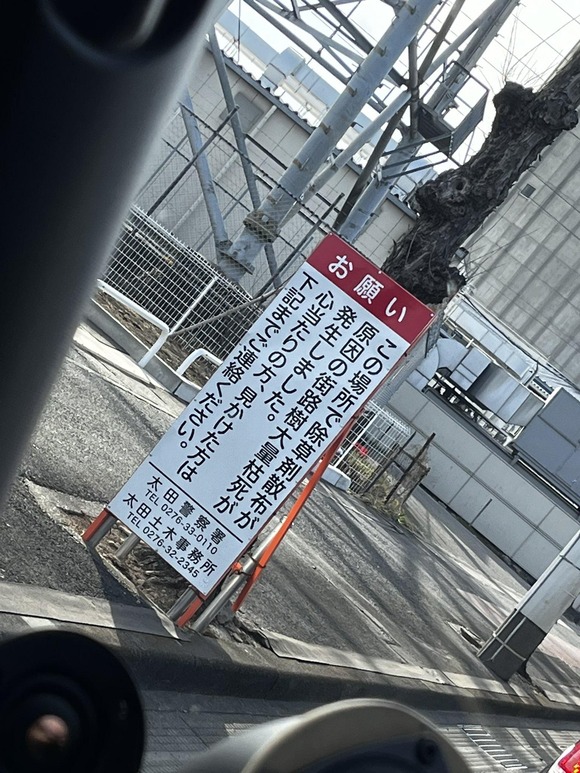 お願い
この場所で除草剤散布が
原因の街路樹大量枯死が
発生しました。
心当たりの方、見かけた方は
下記までご連絡ください。
太田警察署
TEL 0276-33-0110
太田土木事務所
TEL 0276-32-2345